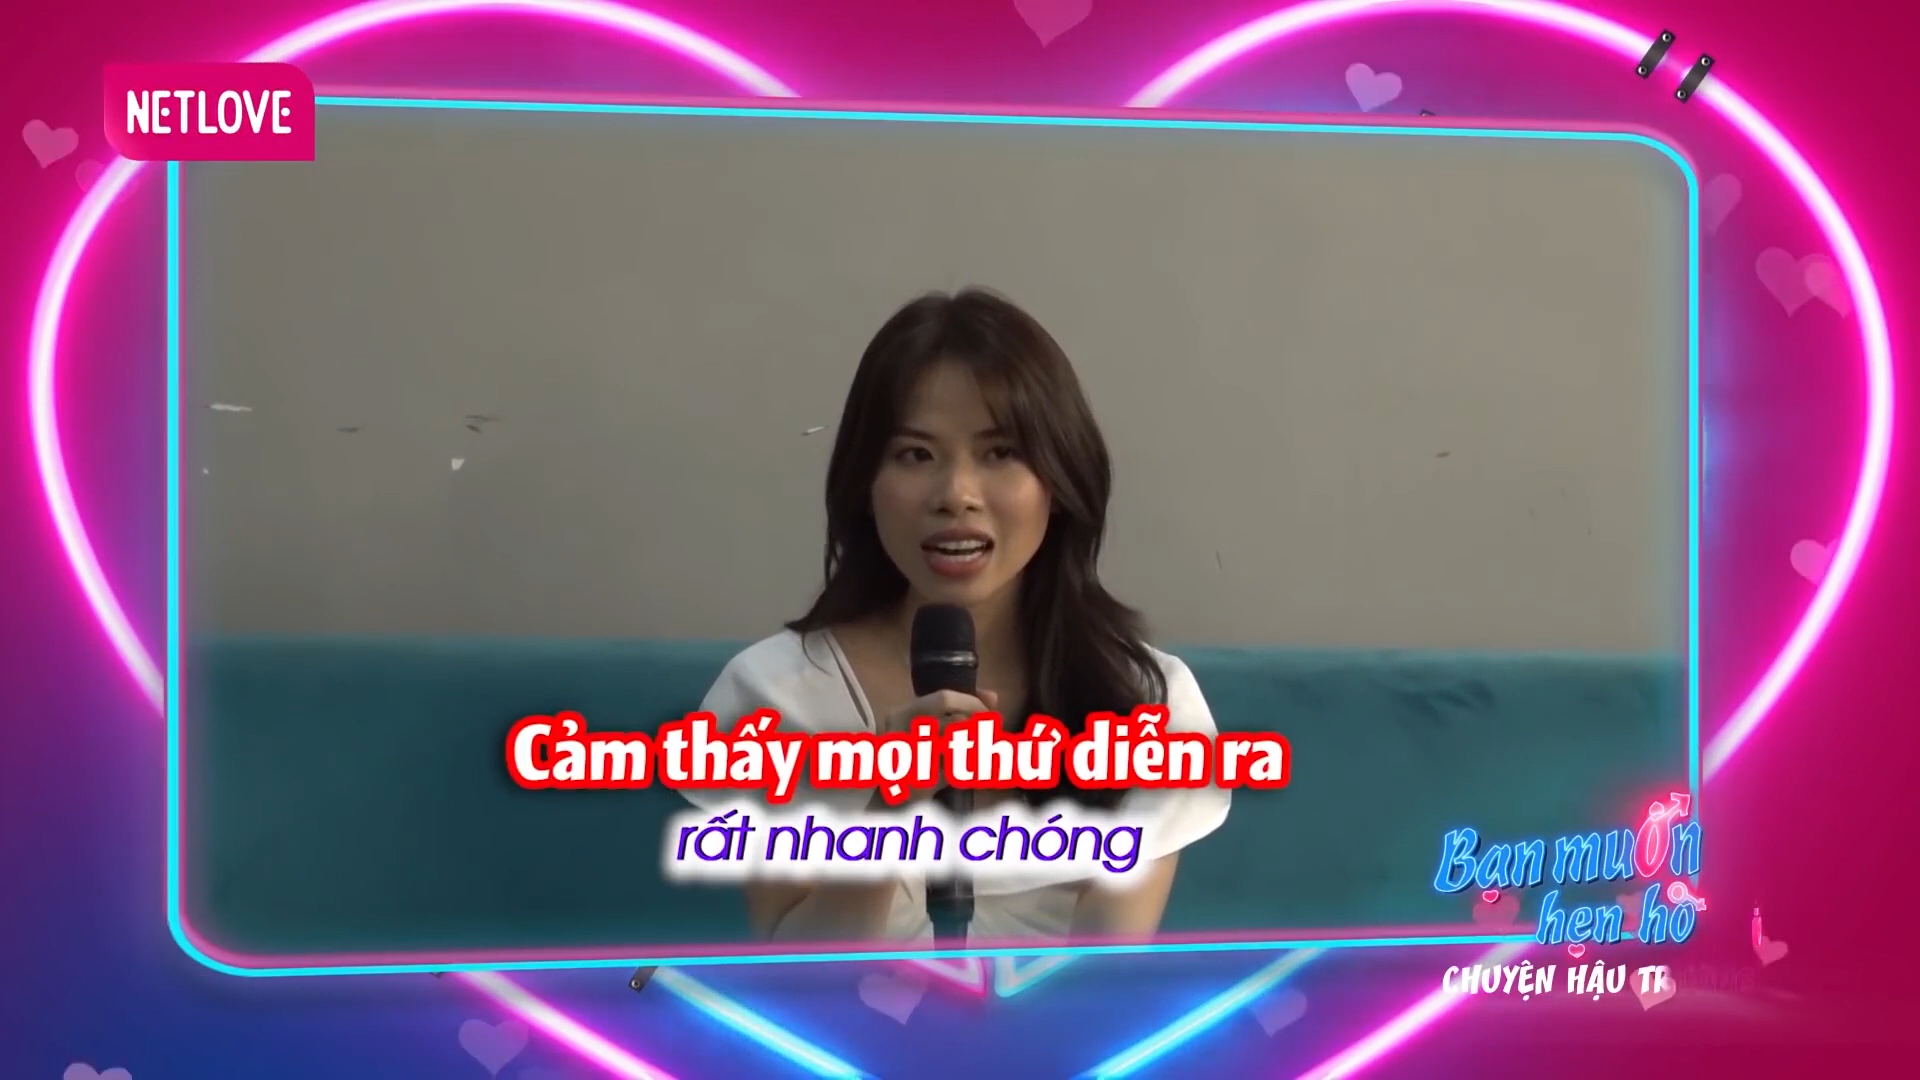 NETLOVE
Cảm thấy mọi thứ diễn ra
rất nhanh chóng
Bạn muốn
hẹn hò
CHUYỆN HẬU